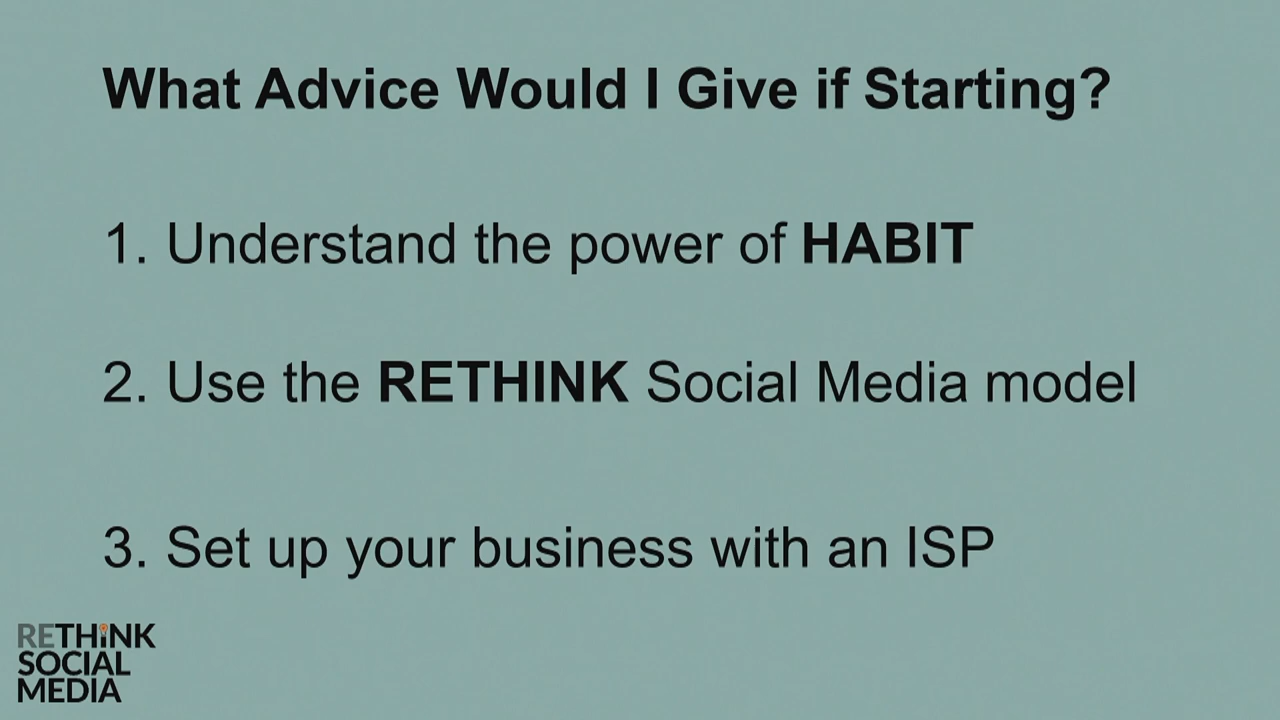 What Advice Would I Give if Starting?
1. Understand the power of HABIT
2. Use the RETHINK Social Media model
3. Set up your business with an ISP
RETHINK
SOCIAL
MEDIA